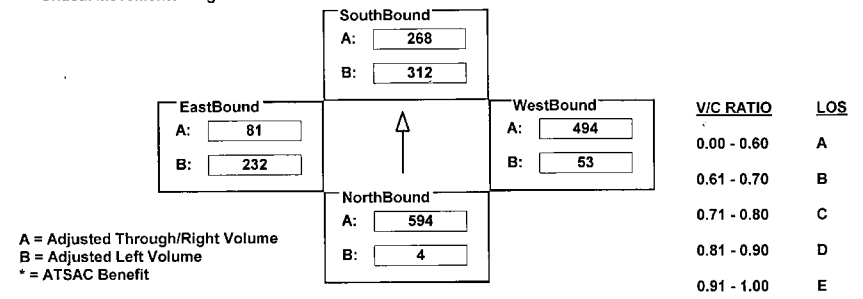 SouthBound
A: 268
B: 312
EastBound
A: 81
B: 232
WestBound
A: 494
B: 53
NorthBound
A: 594
B: 4
A = Adjusted Through/Right Volume
B = Adjusted Left Volume
* = ATSAC Benefit
V/C RATIO LOS
0.00 - 0.60 A
0.61 - 0.70 B
0.71 - 0.80 C
0.81 - 0.90 D
0.91 - 1.00 E